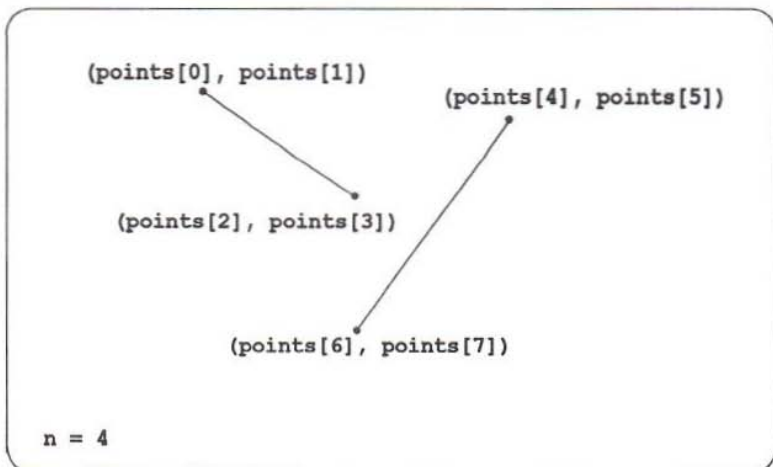 (points[0], points[1])
(points[4], points[5])
(points[2], points[3])
(points[6], points[7])
n = 4